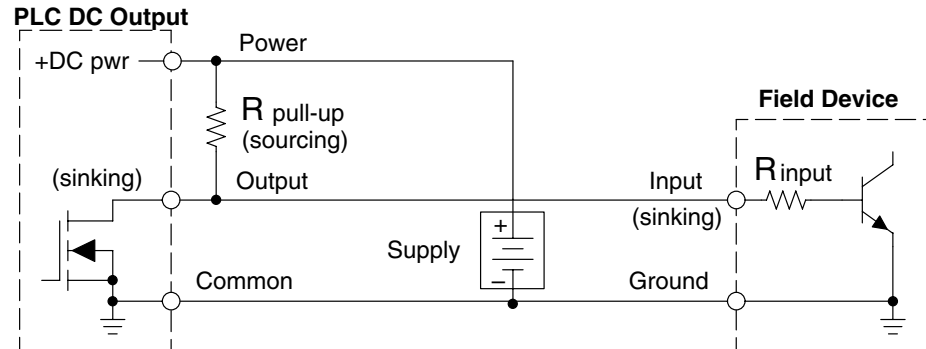 PLC DC Output
+DC pwr
Power
R pull-up
(sourcing)
Field Device
(sinking)
Output
Input
(sinking)
R input
Supply
+
–
Common
Ground